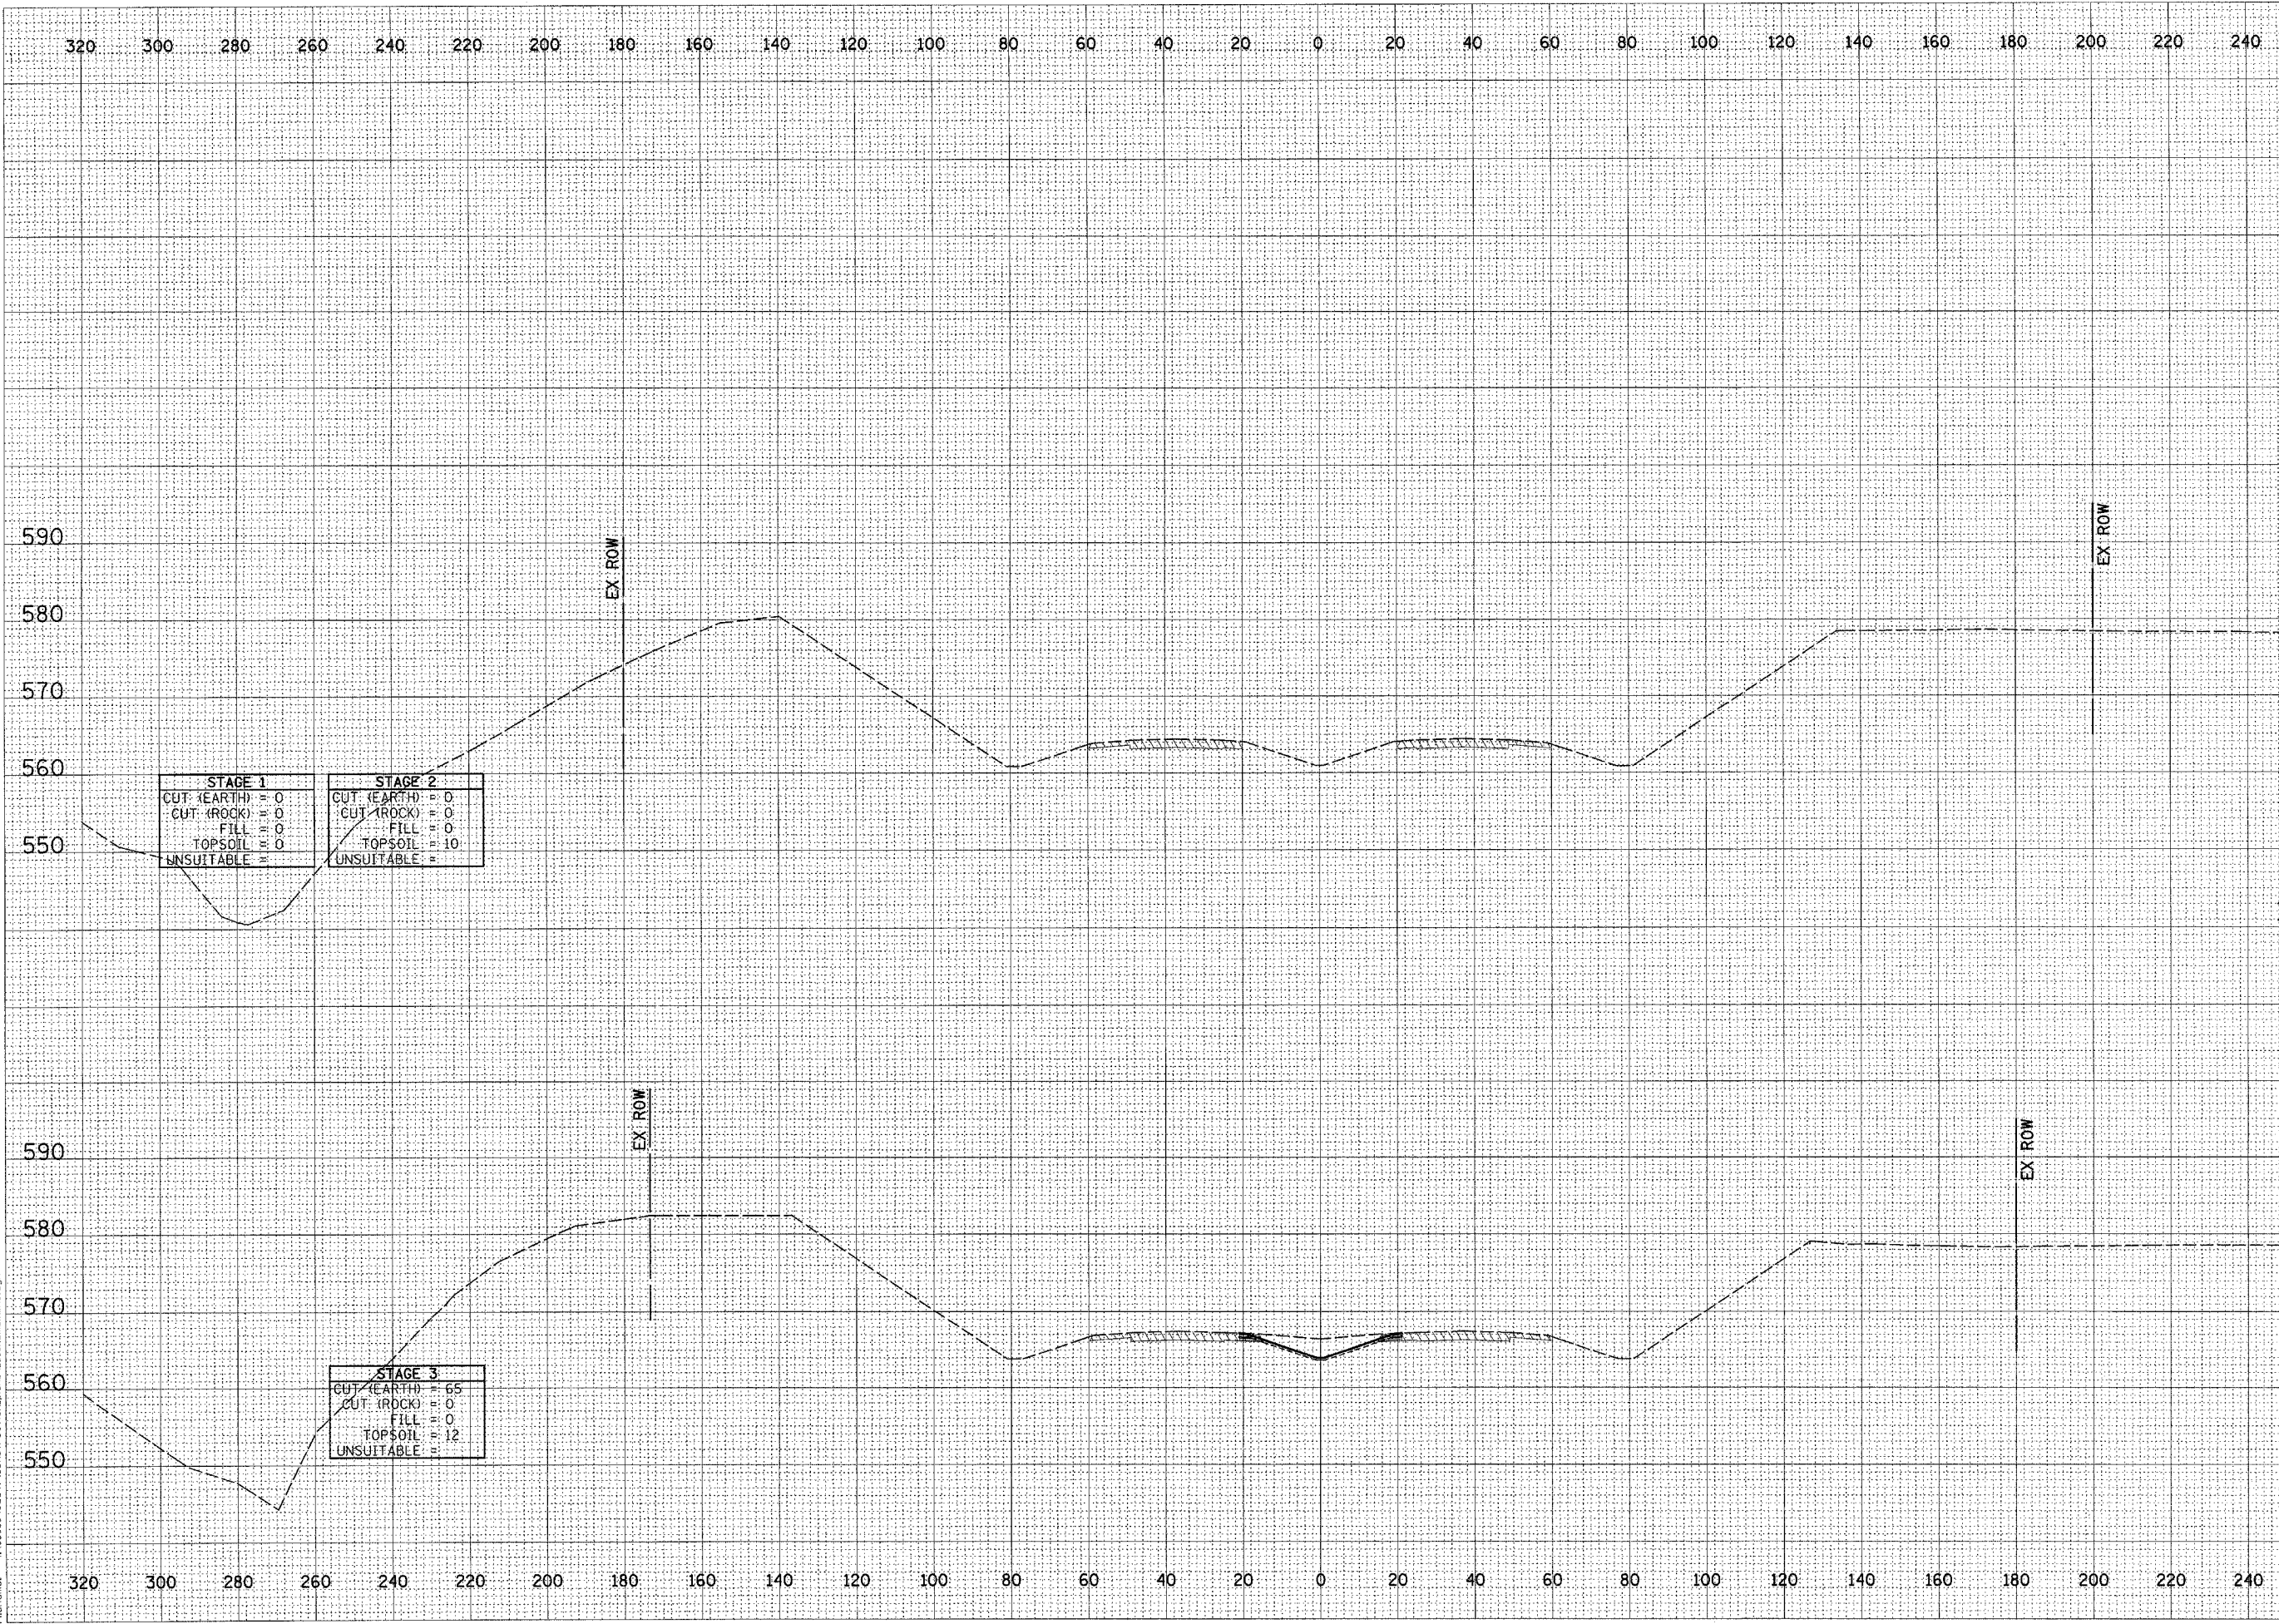 320 300 280 260 240 220 200 180 160 140 120 100 80 60 40 20 0 20 40 60 80 100 120 140 160 180 200 220 240
590
EX ROW
EX ROW
580
570
560
STAGE 1
CUT (EARTH) = 0
CUT (ROCK) = 0
FILL = 0
TOPSOIL = 0
UNSUITABLE =
STAGE 2
CUT (EARTH) = 0
CUT (ROCK) = 0
FILL = 0
TOPSOIL = 10
UNSUITABLE =
550
EX ROW
EX ROW
590
580
570
560
STAGE 3
CUT (EARTH) = 65
CUT (ROCK) = 0
FILL = 0
TOPSOIL = 12
UNSUITABLE =
550
320 300 280 260 240 220 200 180 160 140 120 100 80 60 40 20 0 20 40 60 80 100 120 140 160 180 200 220 240